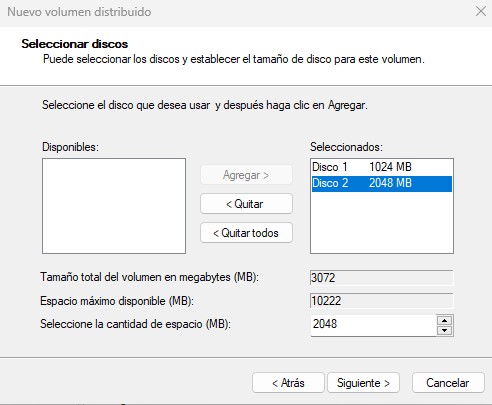 Nuevo volumen distribuido
Seleccionar discos
Puede seleccionar los discos y establecer el tamaño de disco para este volumen.
Seleccione el disco que desea usar y después haga clic en Agregar.
Disponibles:
Seleccionados:
Agregar >
< Quitar
< Quitar todos
Disco 1 1024 MB
Disco 2 2048 MB
Tamaño total del volumen en megabytes (MB): 3072
Espacio máximo disponible (MB): 10222
Seleccione la cantidad de espacio (MB): 2048
< Atrás Siguiente > Cancelar